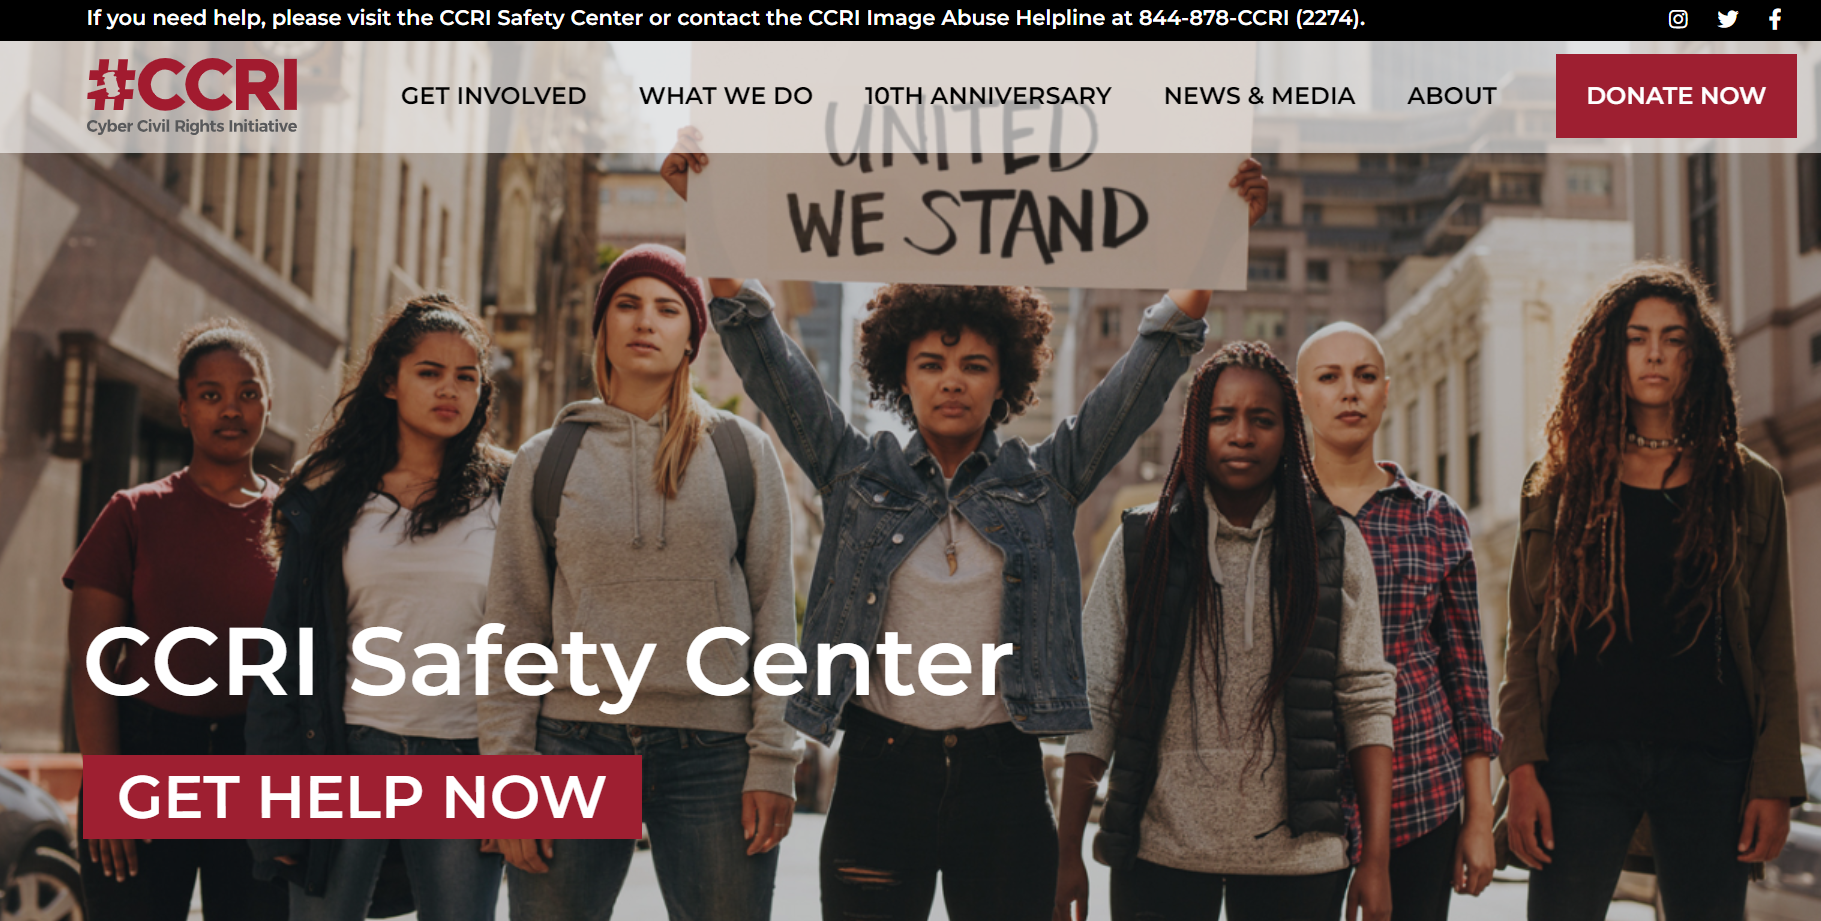 If you need help, please visit the CCRI Safety Center or contact the CCRI Image Abuse Helpline at 844-878-CCRI (2274).
#CCRI
Cyber Civil Rights Initiative
GET INVOLVED WHAT WE DO 10TH ANNIVERSARY NEWS & MEDIA ABOUT DONATE NOW
UNITED
WE STAND
CCRI Safety Center
GET HELP NOW